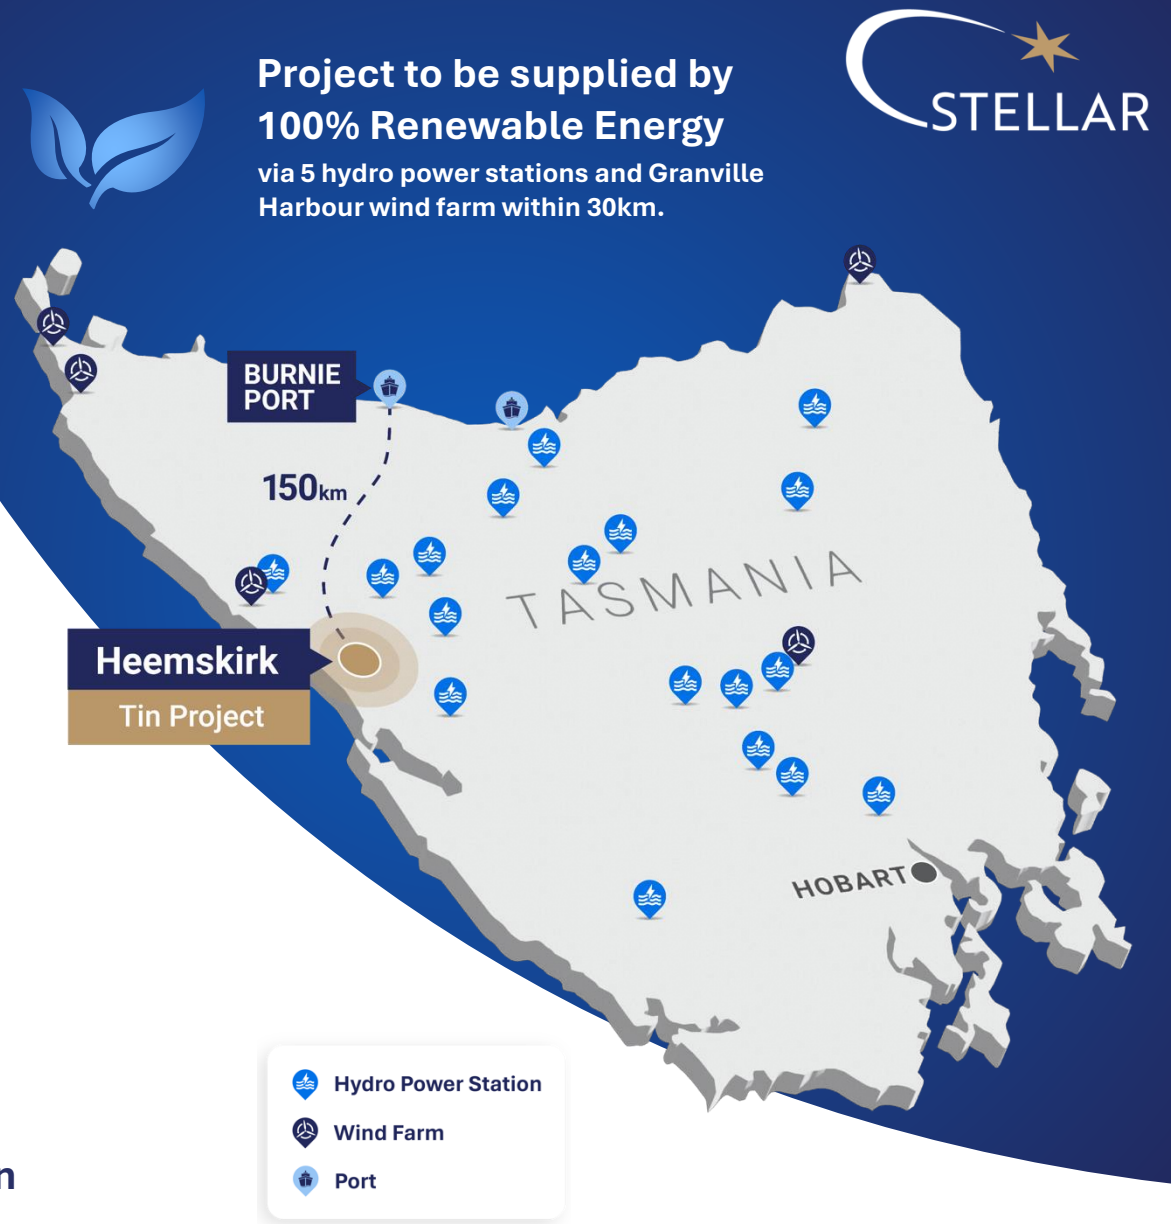 Project to be supplied by
100% Renewable Energy
via 5 hydro power stations and Granville
Harbour wind farm within 30km.
STELLAR
BURNIE
PORT
150km
TASMANIA
Heemskirk
Tin Project
HOBART
Hydro Power Station
Wind Farm
Port
n